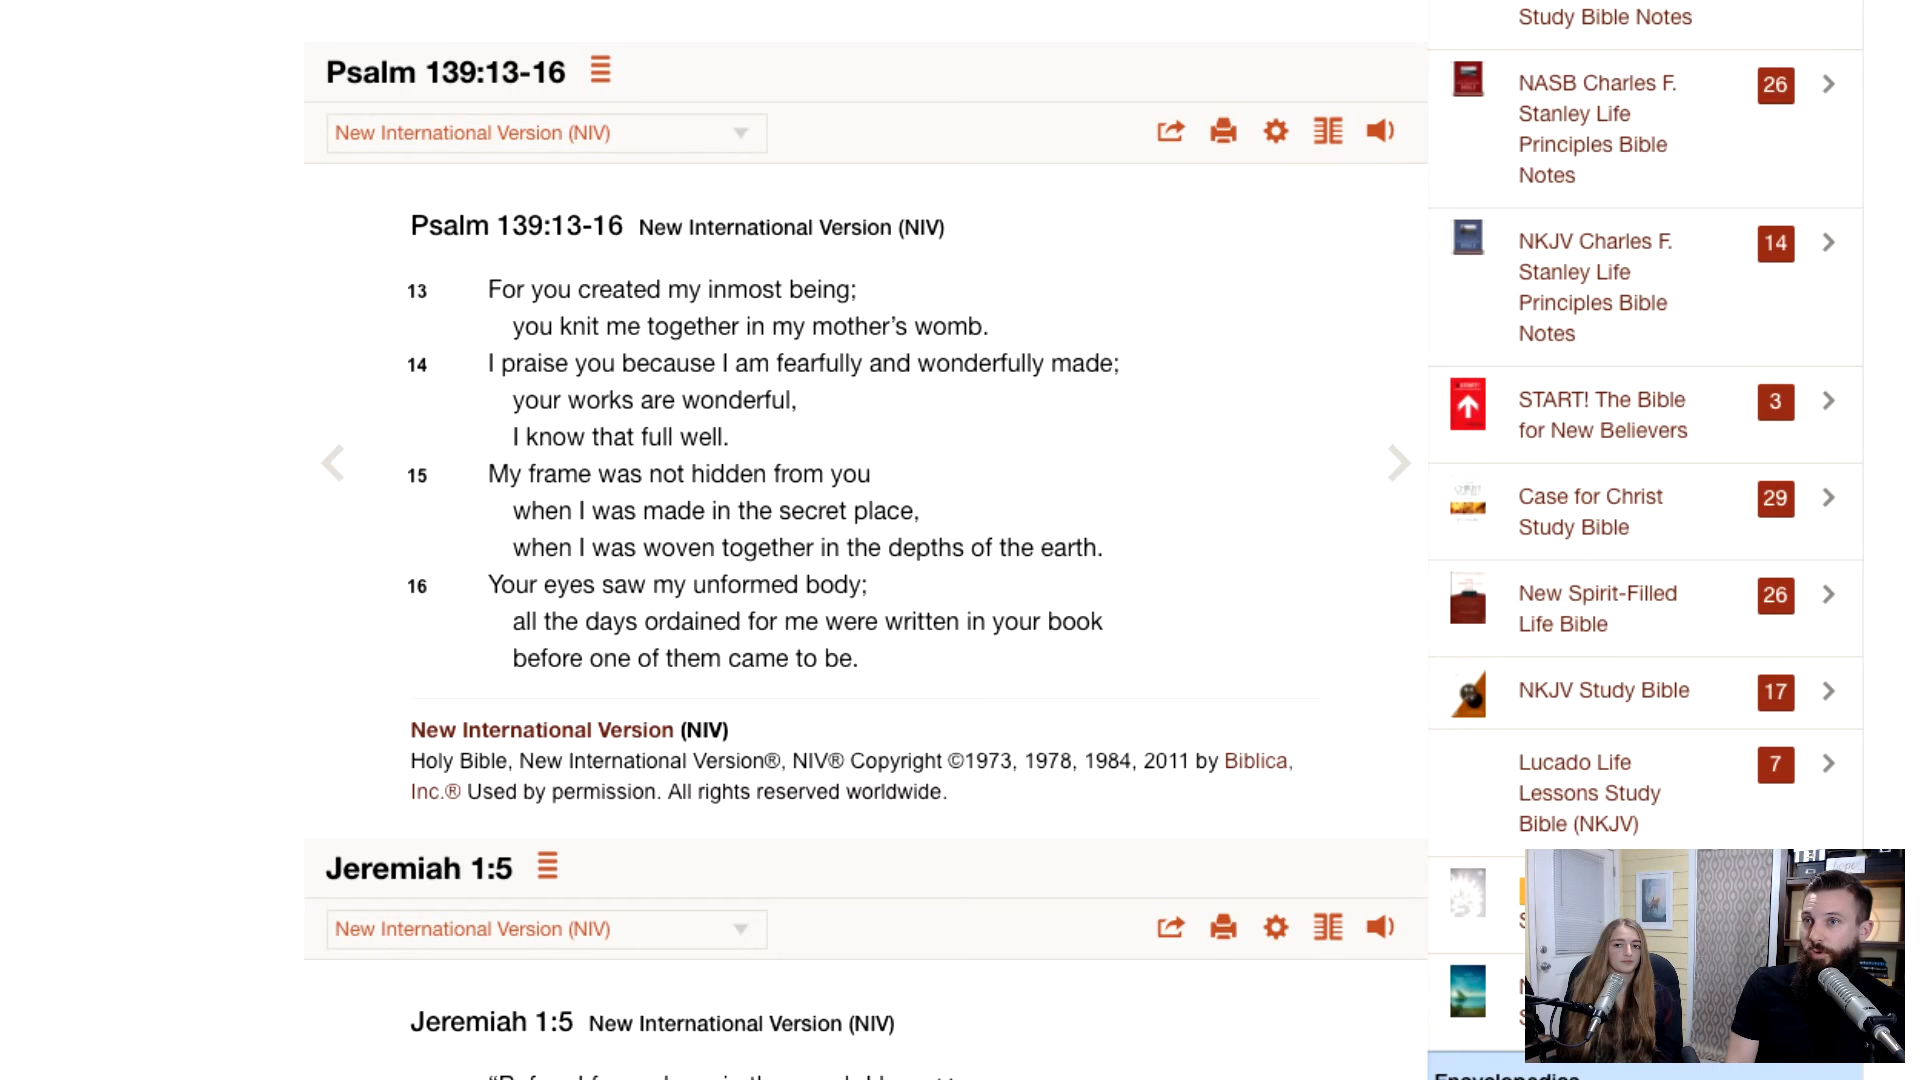 Psalm 139:13-16
New International Version (NIV)
Psalm 139:13-16 New International Version (NIV)
13 For you created my inmost being;
you knit me together in my mother’s womb.
14 I praise you because I am fearfully and wonderfully made;
your works are wonderful,
I know that full well.
15 My frame was not hidden from you
when I was made in the secret place,
when I was woven together in the depths of the earth.
16 Your eyes saw my unformed body;
all the days ordained for me were written in your book
before one of them came to be.
New International Version (NIV)
Holy Bible, New International Version®, NIV® Copyright ©1973, 1978, 1984, 2011 by Biblica,
Inc.® Used by permission. All rights reserved worldwide.
Jeremiah 1:5
New International Version (NIV)
Jeremiah 1:5 New International Version (NIV)
Study Bible Notes
NASB Charles F. 26
Stanley Life
Principles Bible
Notes
NKJV Charles F. 14
Stanley Life
Principles Bible
Notes
START! The Bible 3
for New Believers
Case for Christ 29
Study Bible
New Spirit-Filled 26
Life Bible
NKJV Study Bible 17
Lucado Life 7
Lessons Study
Bible (NKJV)